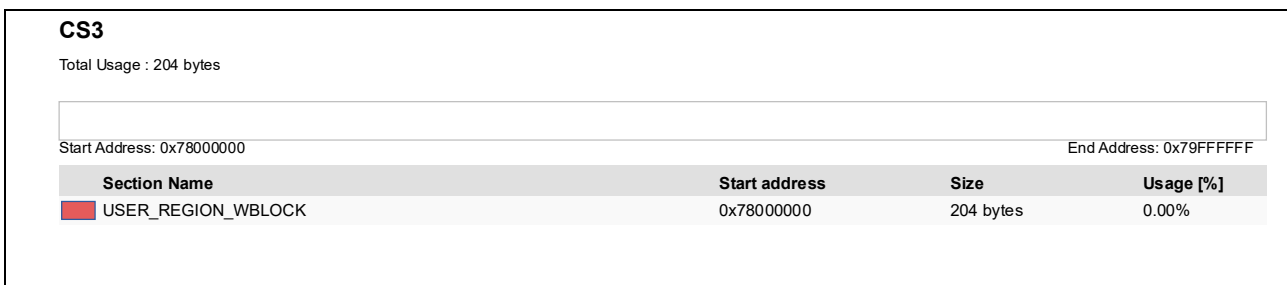 CS3
Total Usage : 204 bytes
Start Address: 0x78000000 End Address: 0x79FFFFFF
Section Name Start address Size Usage [%]
USER_REGION_WBLOCK 0x78000000 204 bytes 0.00%